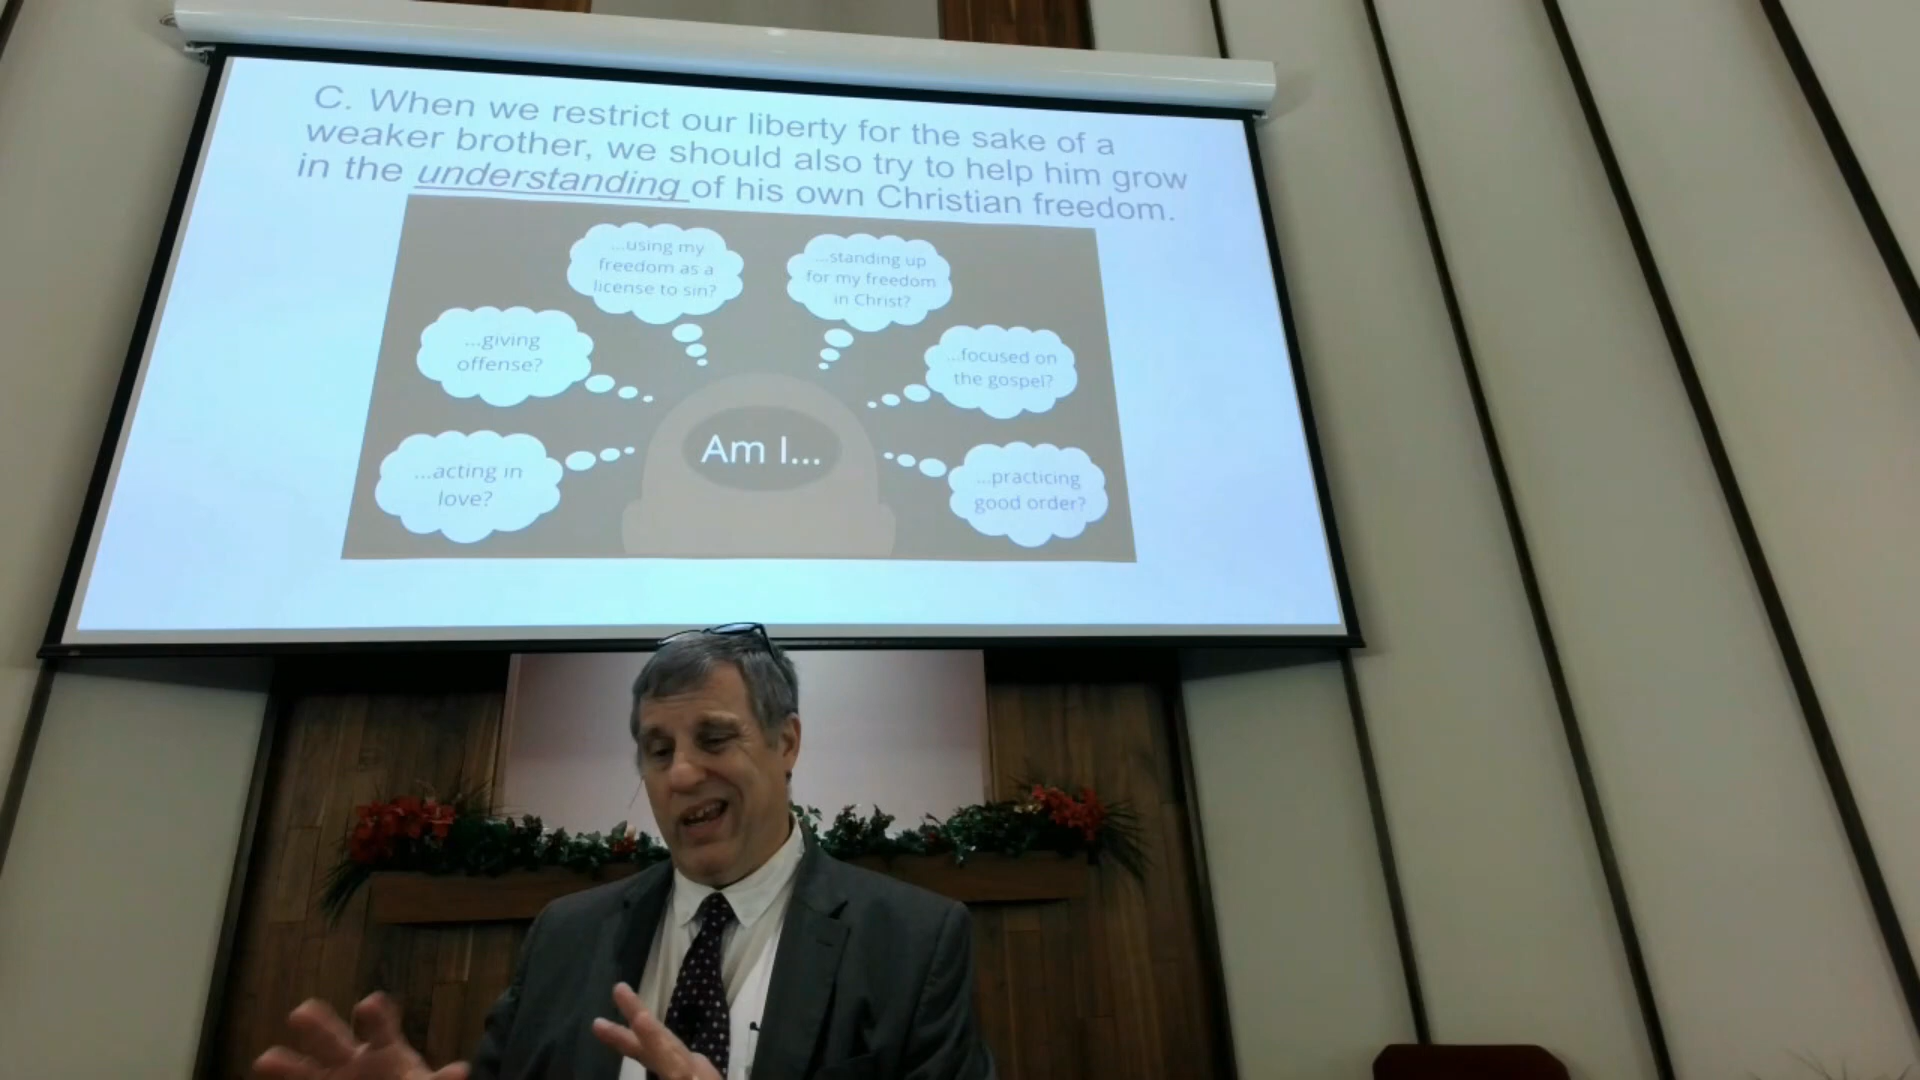 C. When we restrict our liberty for the sake of a
weaker brother, we should also try to help him grow
in the understanding of his own Christian freedom.
...using my
freedom as a
license to sin?
...standing up
for my freedom
in Christ?
...giving
offense?
...focused on
the gospel?
Am I...
...acting in
love?
...practicing
good order?